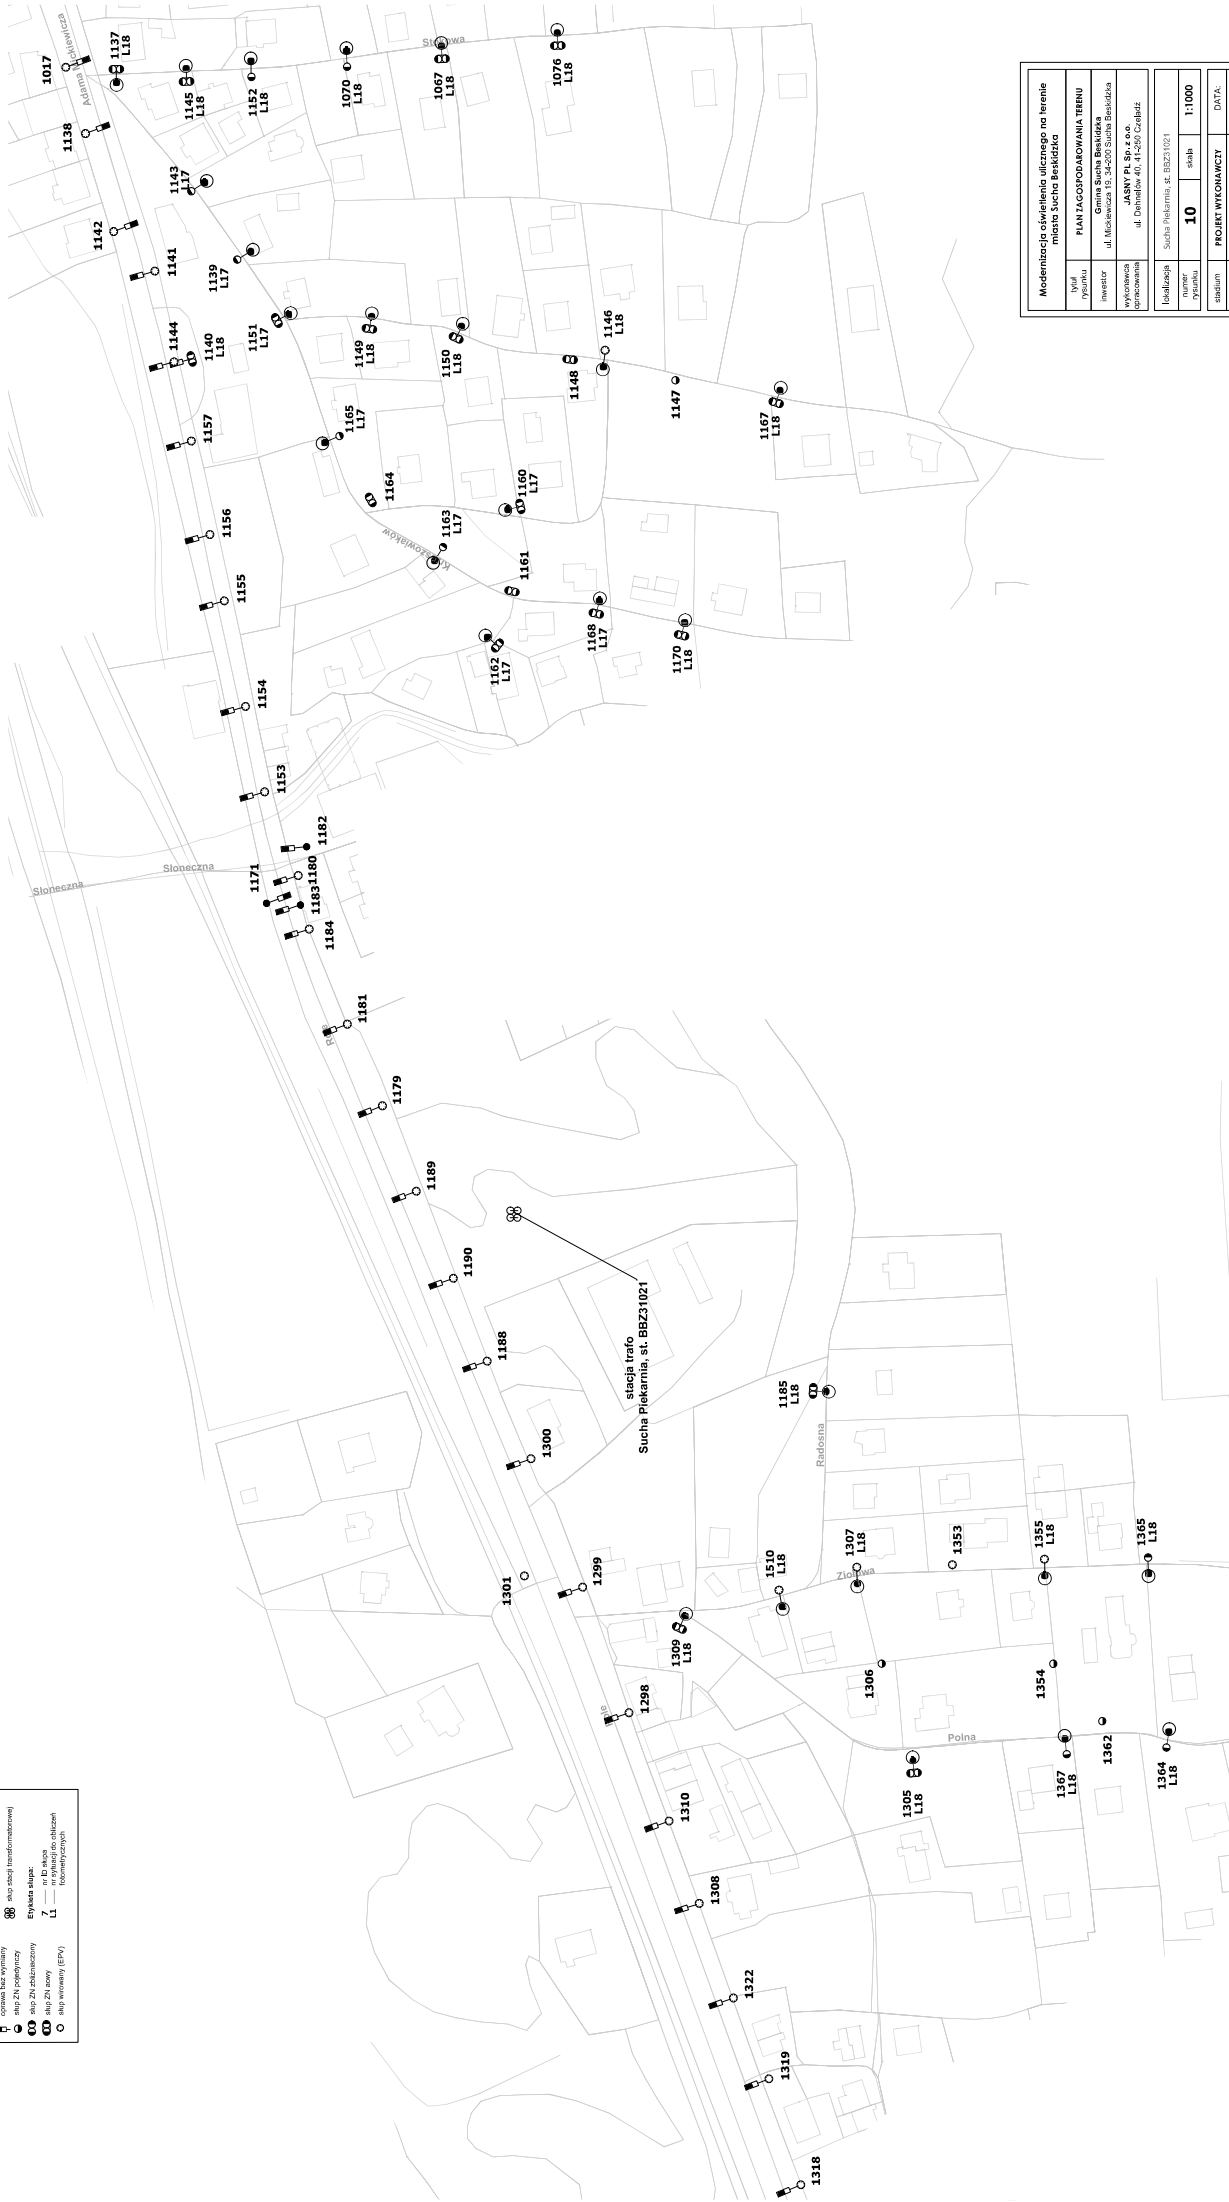 Adama Mickiewicza
Stokowa
1017
1137
L18
1145
L18
1152
L18
1070
L18
1067
L18
1076
L18
1138
1143
L17
1142
1139
L17
1141
1144
1140
L18
1151
L17
1149
L18
1150
L18
1146
L18
1148
1147
1167
L18
1157
1165
L17
1164
1160
L17
1156
1163
L17
1161
1155
1162
L17
1168
L17
1170
L18
1154
1153
1182
Słoneczna
Słoneczna
1171
1180
1183
1184
1181
1179
1189
1190
stacja trafo
Sucha Piekarnia, st. BBZ31021
1188
1185
L18
Radosna
1300
1301
1299
1510
L18
1307
L18
1353
1355
L18
1365
L18
1309
L18
1306
1354
1298
Polna
1305
L18
1367
L18
1362
1364
L18
1310
1308
1322
1319
1318
Modernizacja oświetlenia ulicznego na terenie
miasta Sucha Beskidzka
tytuł
rysunku
PLAN ZAGOSPODAROWANIA TERENU
inwestor
Gmina Sucha Beskidzka
ul. Mickiewicza 19, 34-200 Sucha Beskidzka
wykonawca
opracowania
JASNY PL Sp. z o.o.
ul. Dehnelów 40, 41-250 Czeladź
lokalizacja
Sucha Piekarnia, st. BBZ31021
numer
rysunku
10
skala
1:1000
stadium
PROJEKT WYKONAWCZY
DATA:
oprawa bez wymiany
słup ZN pojedynczy
słup ZN zbliźniaczony
słup ZN aowy
słup wirowany (EPV)
słup stacji transformatorowej
Etykieta słupa:
7 nr ID słupa
L1 nr sytuacji do obliczeń
fotometrycznych